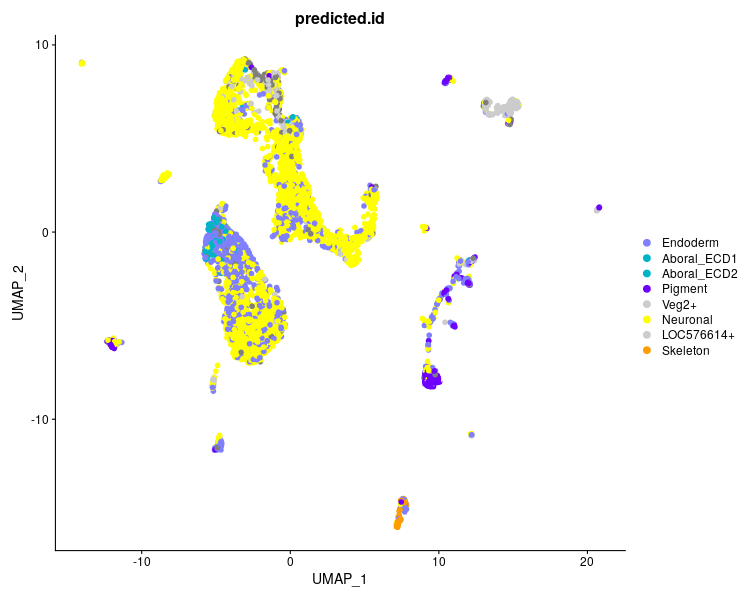 predicted.id
10
0
-10
UMAP_2
-10
0
10
20
UMAP_1
Endoderm
Aboral_ECD1
Aboral_ECD2
Pigment
Veg2+
Neuronal
LOC576614+
Skeleton